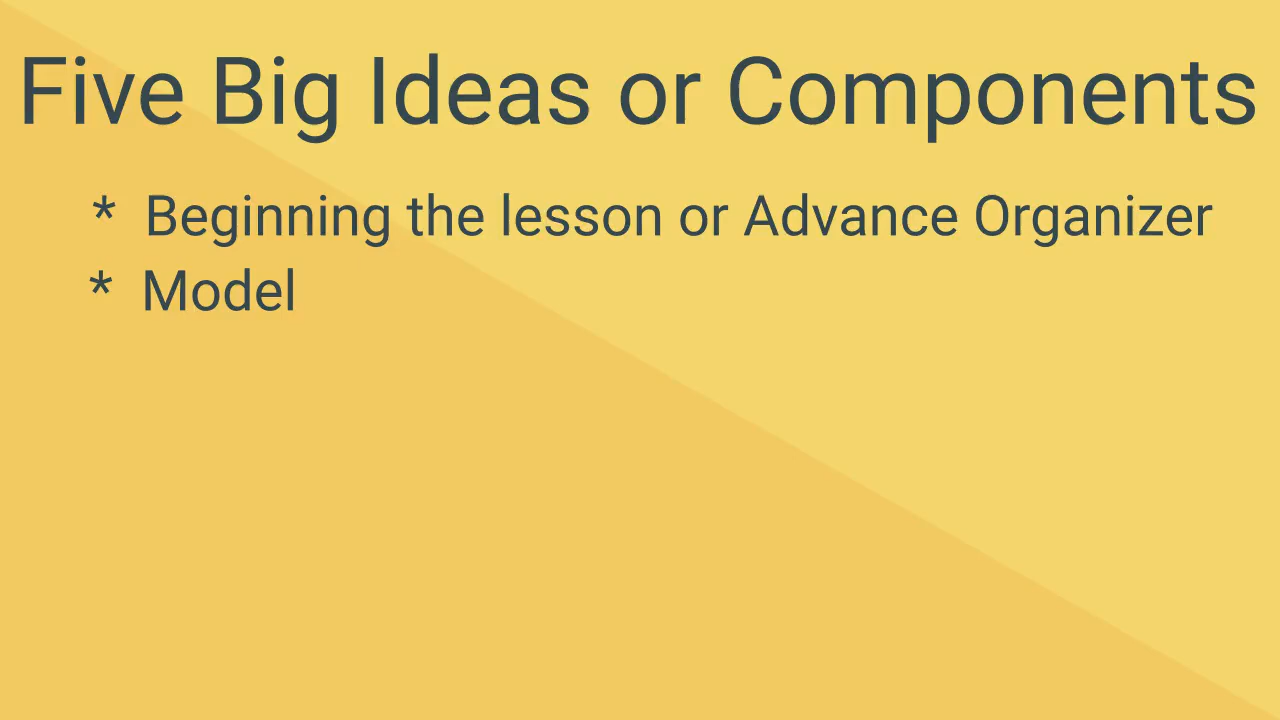 Five Big Ideas or Components
* Beginning the lesson or Advance Organizer
* Model